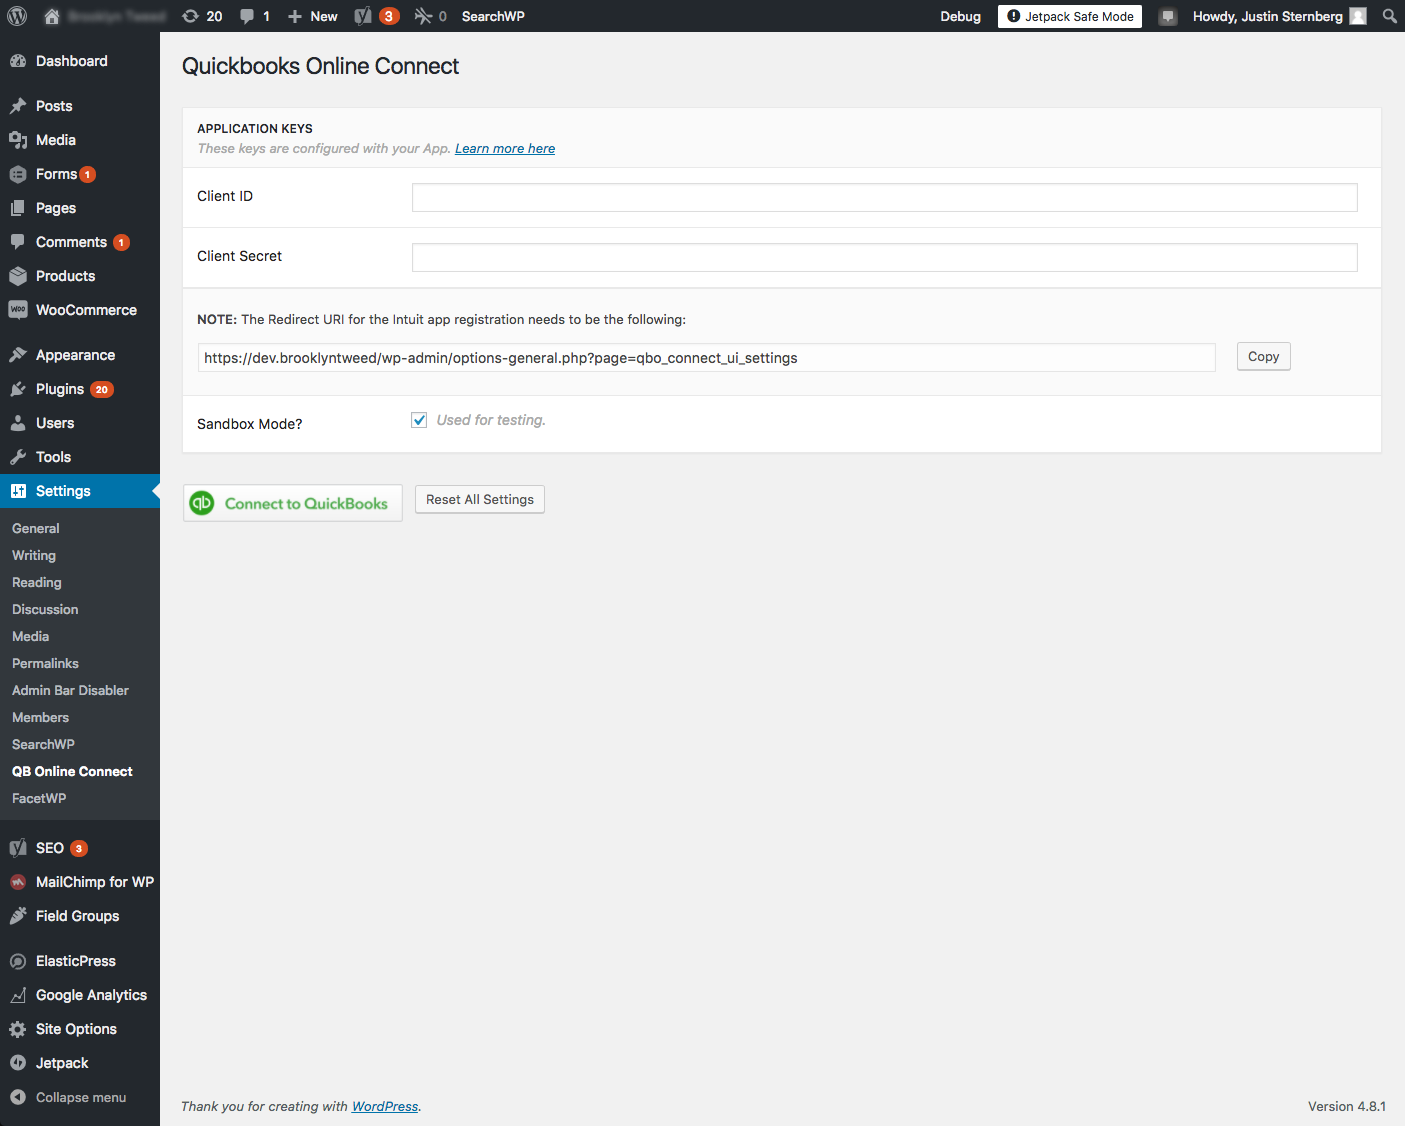 20 1 New 3 0 SearchWP Debug Jetpack Safe Mode Howdy, Justin Sternberg
Dashboard
Posts
Media
Forms 1
Pages
Comments 1
Products
WooCommerce
Appearance
Plugins 20
Users
Tools
Settings
General
Writing
Reading
Discussion
Media
Permalinks
Admin Bar Disabler
Members
SearchWP
QB Online Connect
FacetWP
SEO 3
MailChimp for WP
Field Groups
ElasticPress
Google Analytics
Site Options
Jetpack
Collapse menu
Quickbooks Online Connect
APPLICATION KEYS
These keys are configured with your App. Learn more here
Client ID
Client Secret
NOTE: The Redirect URI for the Intuit app registration needs to be the following:
https://dev.brooklyntweed/wp-admin/options-general.php?page=qbo_connect_ui_settings Copy
Sandbox Mode? Used for testing.
qb Connect to QuickBooks Reset All Settings
Thank you for creating with WordPress. Version 4.8.1